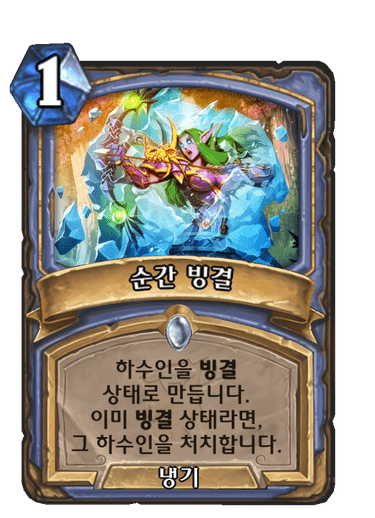 1
순간 빙결
하수인을 빙결
상태로 만듭니다.
이미 빙결 상태라면,
그 하수인을 처치합니다.
냉기